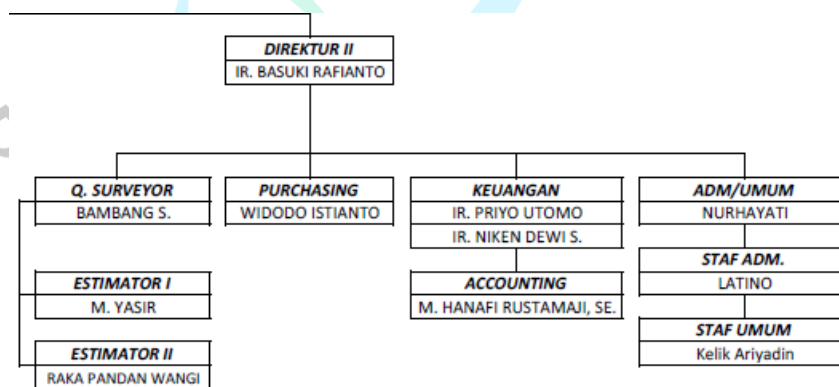 DIREKTUR II
IR. BASUKI RAFIANTO
Q. SURVEYOR
BAMBANG S.
PURCHASING
WIDODO ISTIANTO
KEUANGAN
IR. PRIYO UTOMO
IR. NIKEN DEWI S.
ADM/UMUM
NURHAYATI
ESTIMATOR I
M. YASIR
ACCOUNTING
M. HANAFI RUSTAMAJI, SE.
STAF ADM.
LATINO
STAF UMUM
Kelik Ariyadin
ESTIMATOR II
RAKA PANDAN WANGI